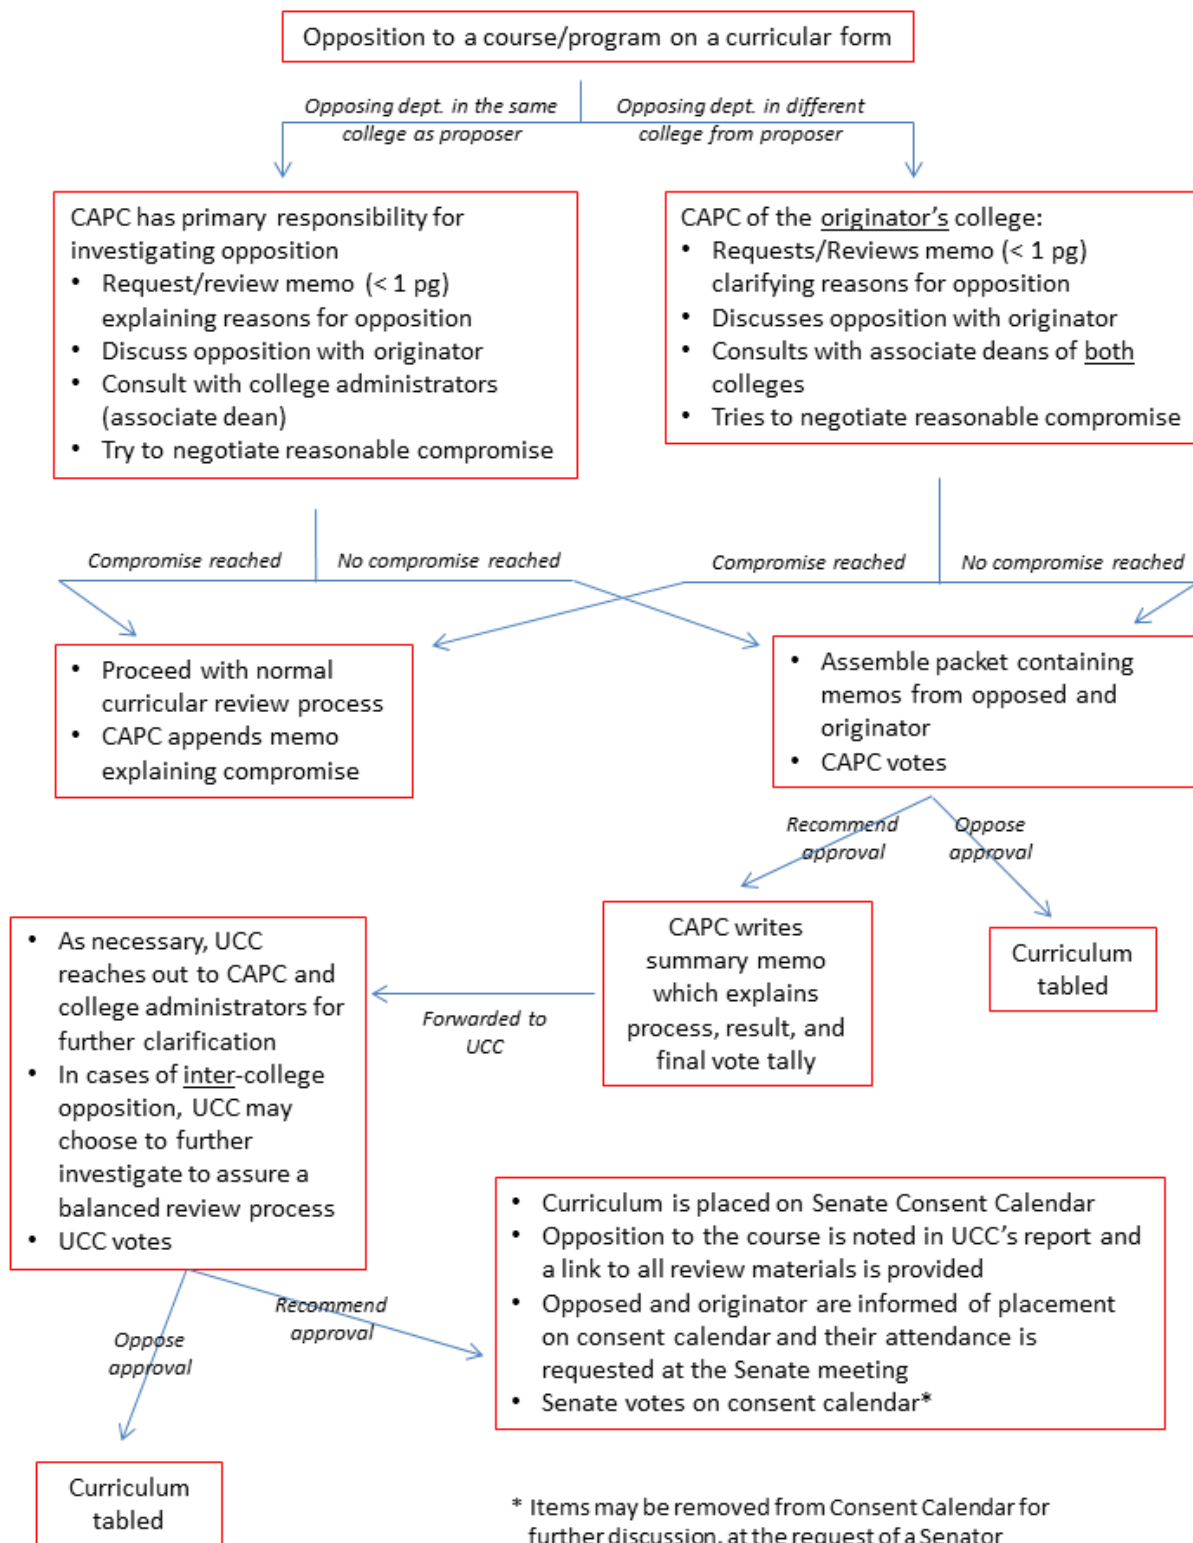 Opposition to a course/program on a curricular form
Opposing dept. in the same
college as proposer
Opposing dept. in different
college from proposer
CAPC has primary responsibility for
investigating opposition
• Request/review memo (< 1 pg)
explaining reasons for opposition
• Discuss opposition with originator
• Consult with college administrators
(associate dean)
• Try to negotiate reasonable compromise
CAPC of the originator's college:
• Requests/Reviews memo (< 1 pg)
clarifying reasons for opposition
• Discusses opposition with originator
• Consults with associate deans of both
colleges
• Tries to negotiate reasonable compromise
Compromise reached
No compromise reached
Compromise reached
No compromise reached
• Proceed with normal
curricular review process
• CAPC appends memo
explaining compromise
• Assemble packet containing
memos from opposed and
originator
• CAPC votes
Recommend
approval
Oppose
approval
• As necessary, UCC
reaches out to CAPC and
college administrators for
further clarification
• In cases of inter-college
opposition, UCC may
choose to further
investigate to assure a
balanced review process
• UCC votes
Forwarded to
UCC
CAPC writes
summary memo
which explains
process, result, and
final vote tally
Curriculum
tabled
Oppose
approval
Recommend
approval
• Curriculum is placed on Senate Consent Calendar
• Opposition to the course is noted in UCC's report and
a link to all review materials is provided
• Opposed and originator are informed of placement
on consent calendar and their attendance is
requested at the Senate meeting
• Senate votes on consent calendar*
Curriculum
tabled
* Items may be removed from Consent Calendar for
further discussion, at the request of a Senator